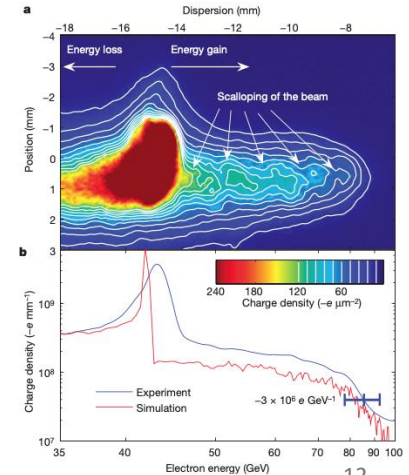 Dispersion (mm)
a
-18 -16 -14 -12 -10 -8
Energy loss Energy gain
Scalloping of the beam
Position (mm)
-4
-3
-2
-1
0
1
2
3
b
240 180 120 60
Charge density (-e μm⁻²)
Charge density (-e mm⁻¹)
10⁹
10⁸
10⁷
Experiment
Simulation
~3 × 10⁶ e GeV⁻¹
35 40 50 60 70 80 90 100
Electron energy (GeV)